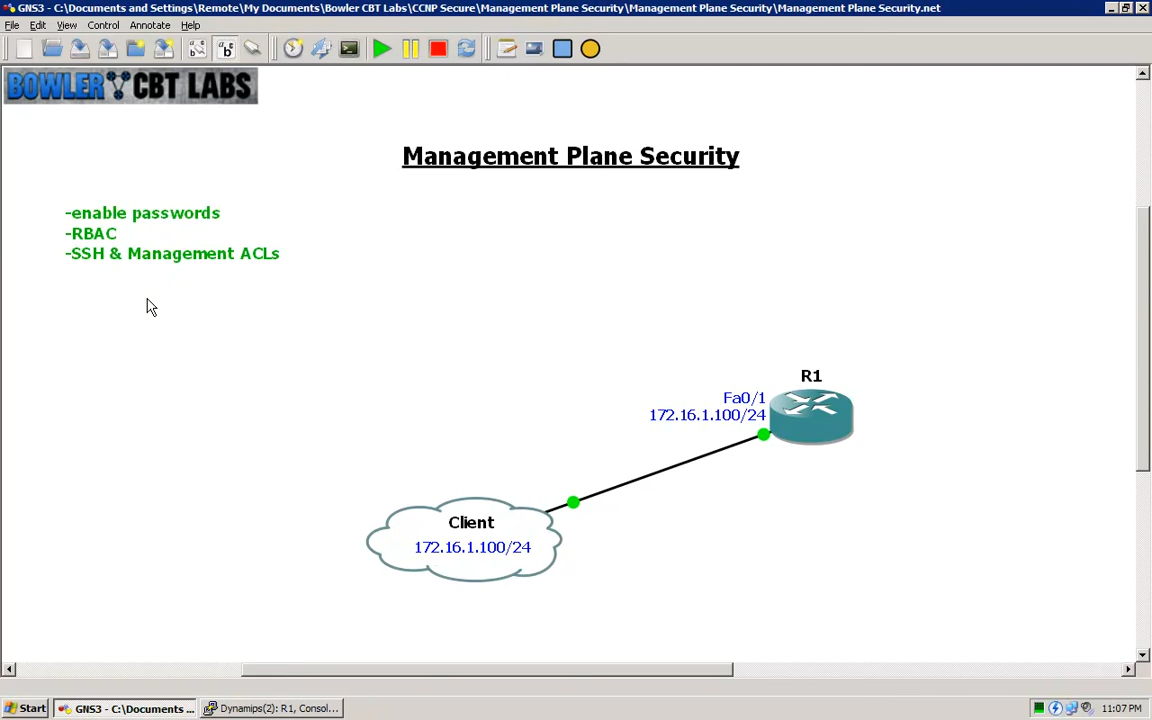 GNS3 - C:\Documents and Settings\Remote\My Documents\Bowler CBT Labs\CCNP Secure\Management Plane Security\Management Plane Security\Management Plane Security.net
File Edit View Control Annotate Help
BOWLER CBT LABS
Management Plane Security
-enable passwords
-RBAC
-SSH & Management ACLs
R1
Fa0/1
172.16.1.100/24
Client
172.16.1.100/24
Start GNS3 - C:\Documents ... Dynamips(2): R1, Consol... 11:07 PM